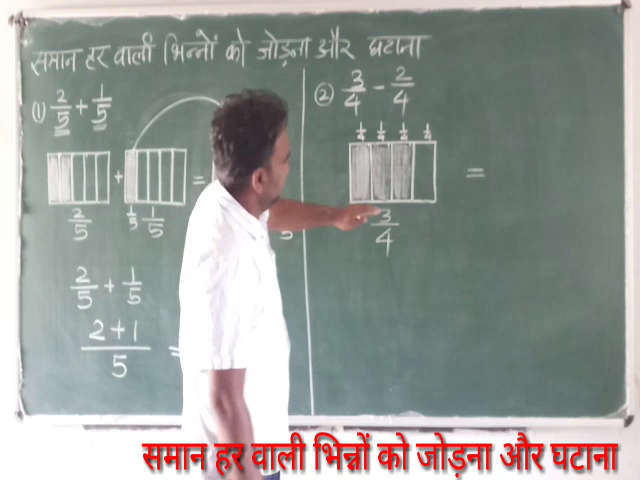 समान हर वाली भिन्नों को जोड़ना और घटाना
(1) 2/5 + 1/5
+ =
2/5 1/5 1/5
2/5 + 1/5
2+1/5 =
5
(2) 3/4 - 2/4
1/4 1/4 1/4 1/4
=
3/4
समान हर वाली भिन्नों को जोड़ना और घटाना